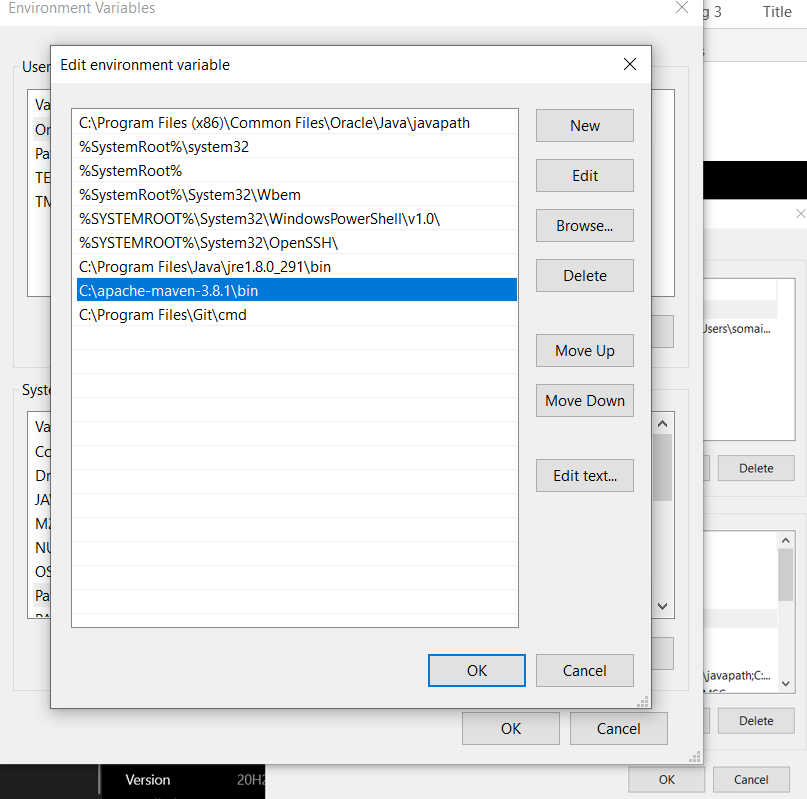 Environment Variables
g 3 Title
Edit environment variable
User
Va
Or
Pa
TE
TM
C:\Program Files (x86)\Common Files\Oracle\Java\javapath
%SystemRoot%\system32
%SystemRoot%
%SystemRoot%\System32\Wbem
%SYSTEMROOT%\System32\WindowsPowerShell\v1.0\
%SYSTEMROOT%\System32\OpenSSH\
C:\Program Files\Java\jre1.8.0_291\bin
C:\apache-maven-3.8.1\bin
C:\Program Files\Git\cmd
New
Edit
Browse...
Delete
Move Up
Move Down
Edit text...
Syste
Va
Co
Dr
JAV
M2
NU
OS
Pa
OK Cancel
OK Cancel
Users\somai...
Delete
\javapath;C:...
Delete
OK Cancel
Version 20H2